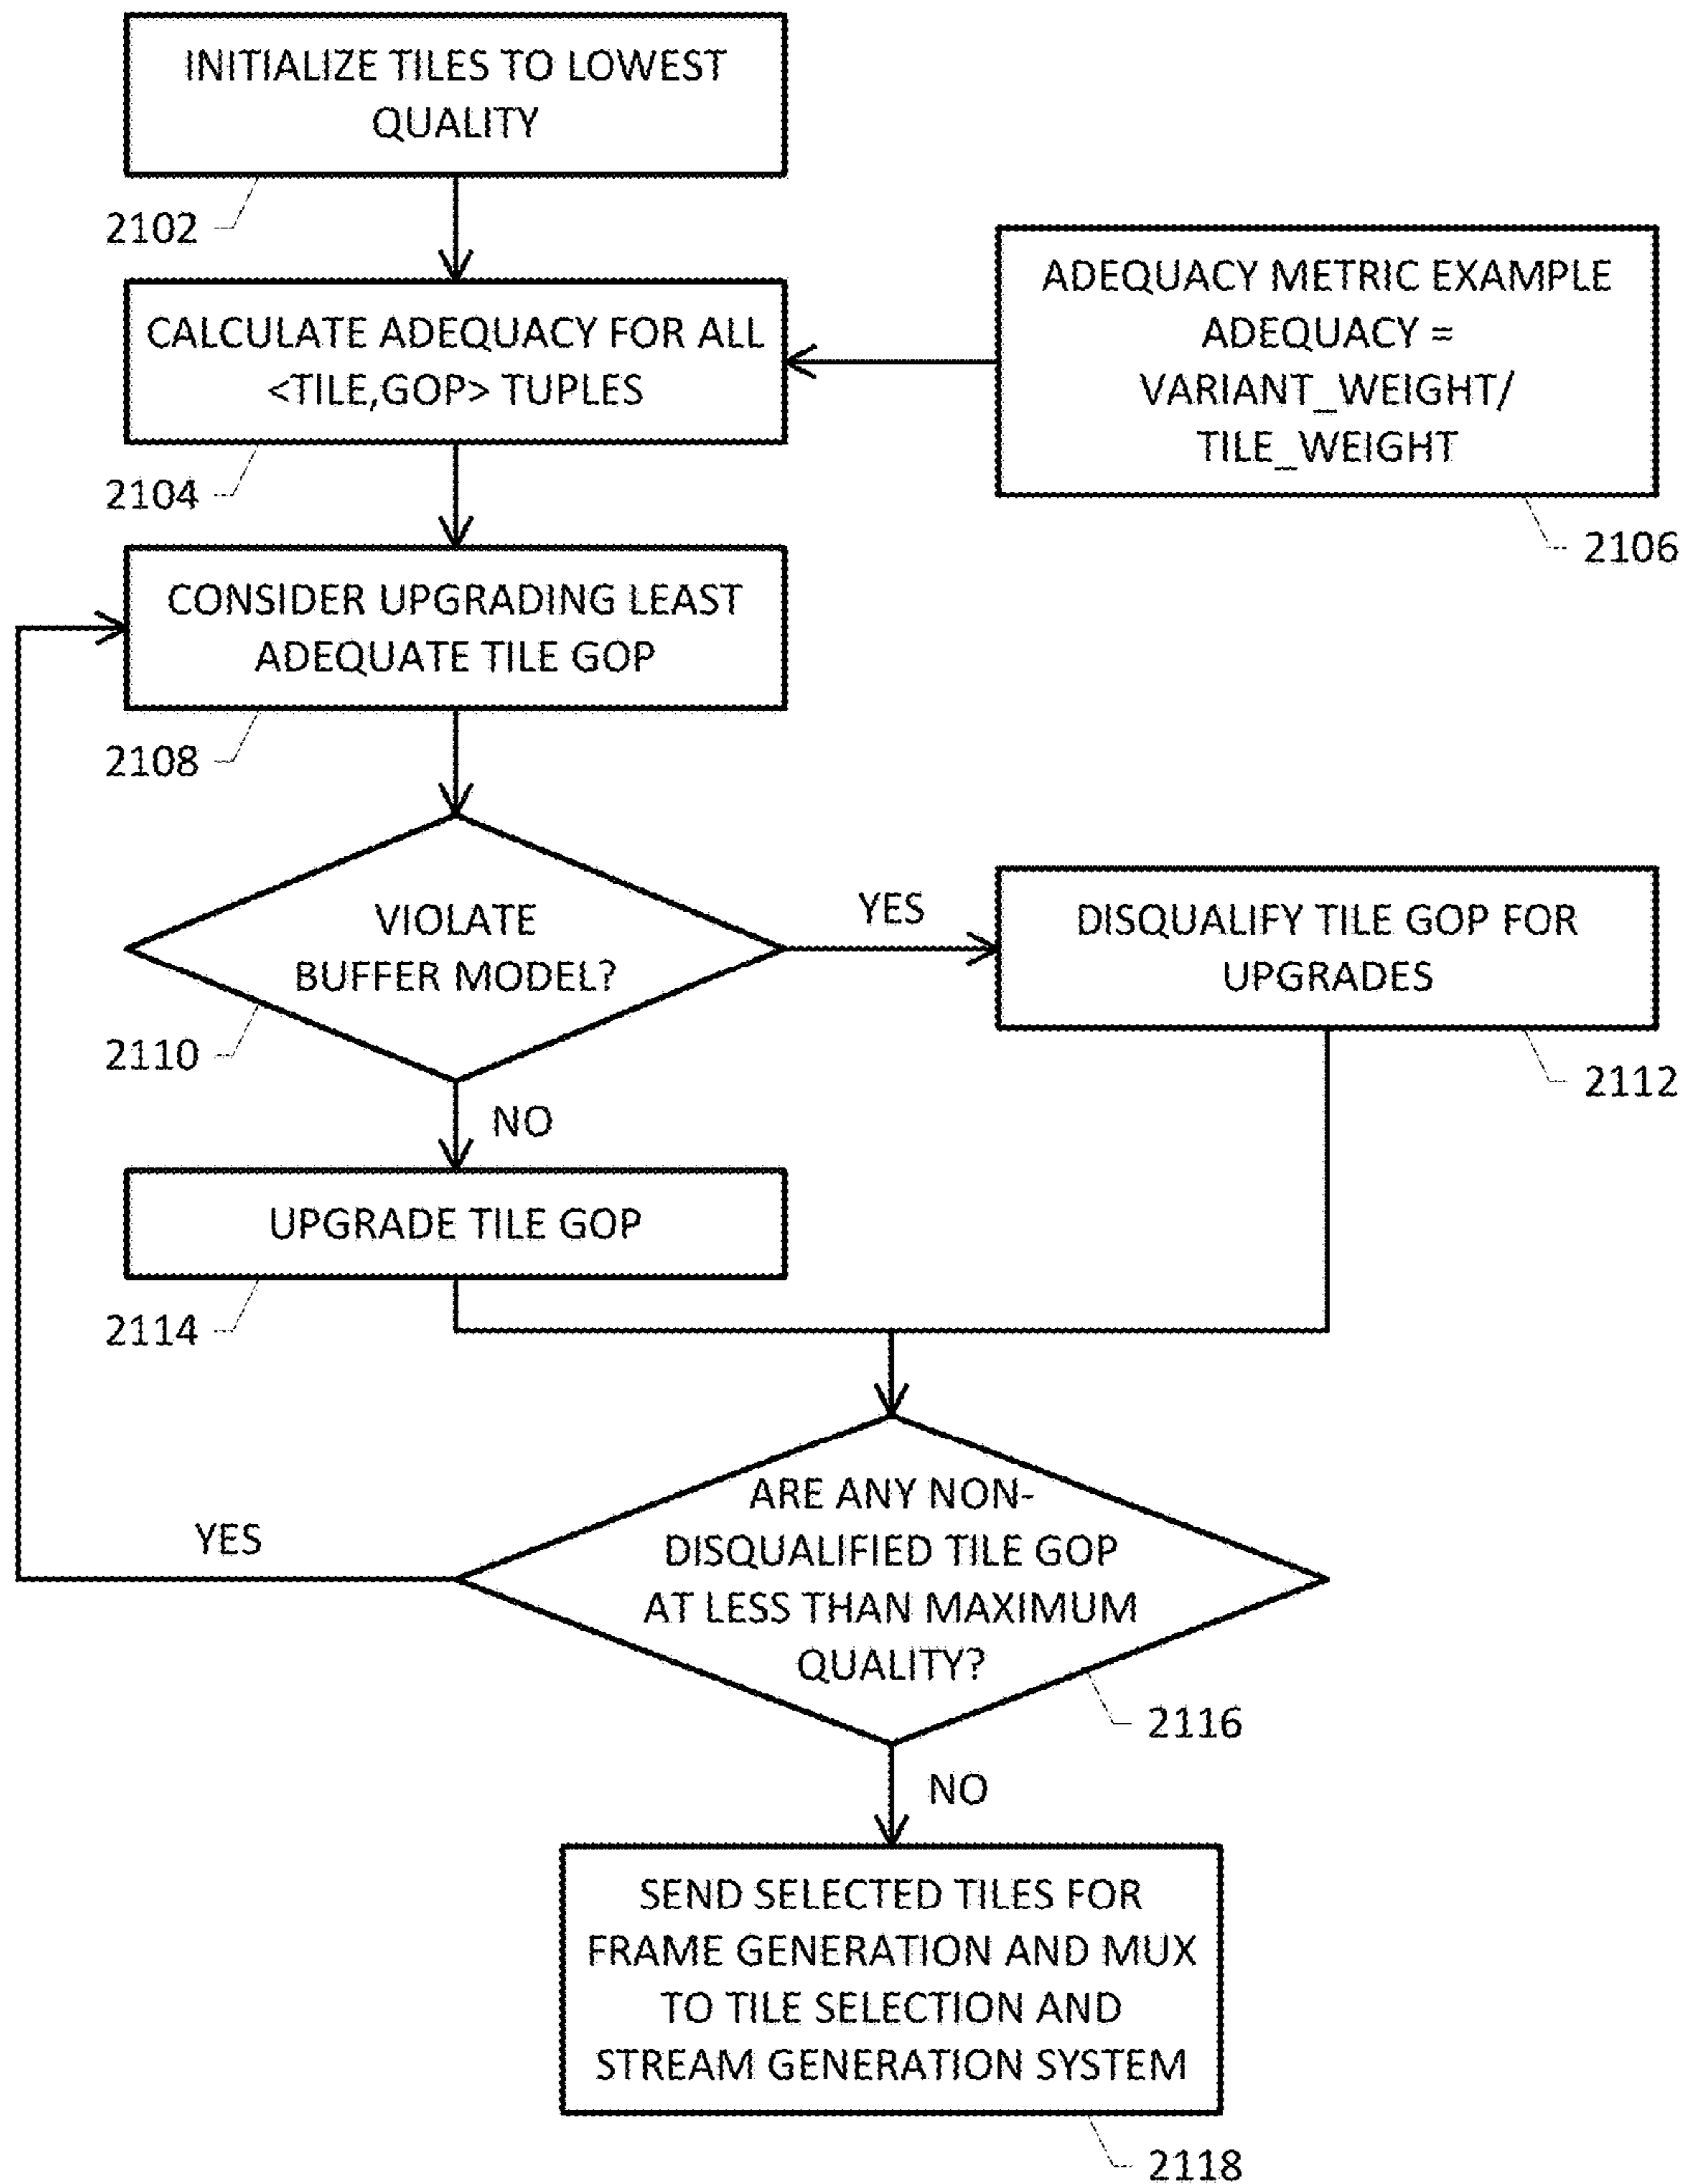 INITIALIZE TILES TO LOWEST
QUALITY
2102
CALCULATE ADEQUACY FOR ALL
<TILE,GOP> TUPLES
2104
ADEQUACY METRIC EXAMPLE
ADEQUACY =
VARIANT_WEIGHT/
TILE_WEIGHT
2106
CONSIDER UPGRADING LEAST
ADEQUATE TILE GOP
2108
VIOLATE
BUFFER MODEL?
2110
YES
DISQUALIFY TILE GOP FOR
UPGRADES
2112
NO
UPGRADE TILE GOP
2114
ARE ANY NON-
DISQUALIFIED TILE GOP
AT LESS THAN MAXIMUM
QUALITY?
2116
YES
NO
SEND SELECTED TILES FOR
FRAME GENERATION AND MUX
TO TILE SELECTION AND
STREAM GENERATION SYSTEM
2118